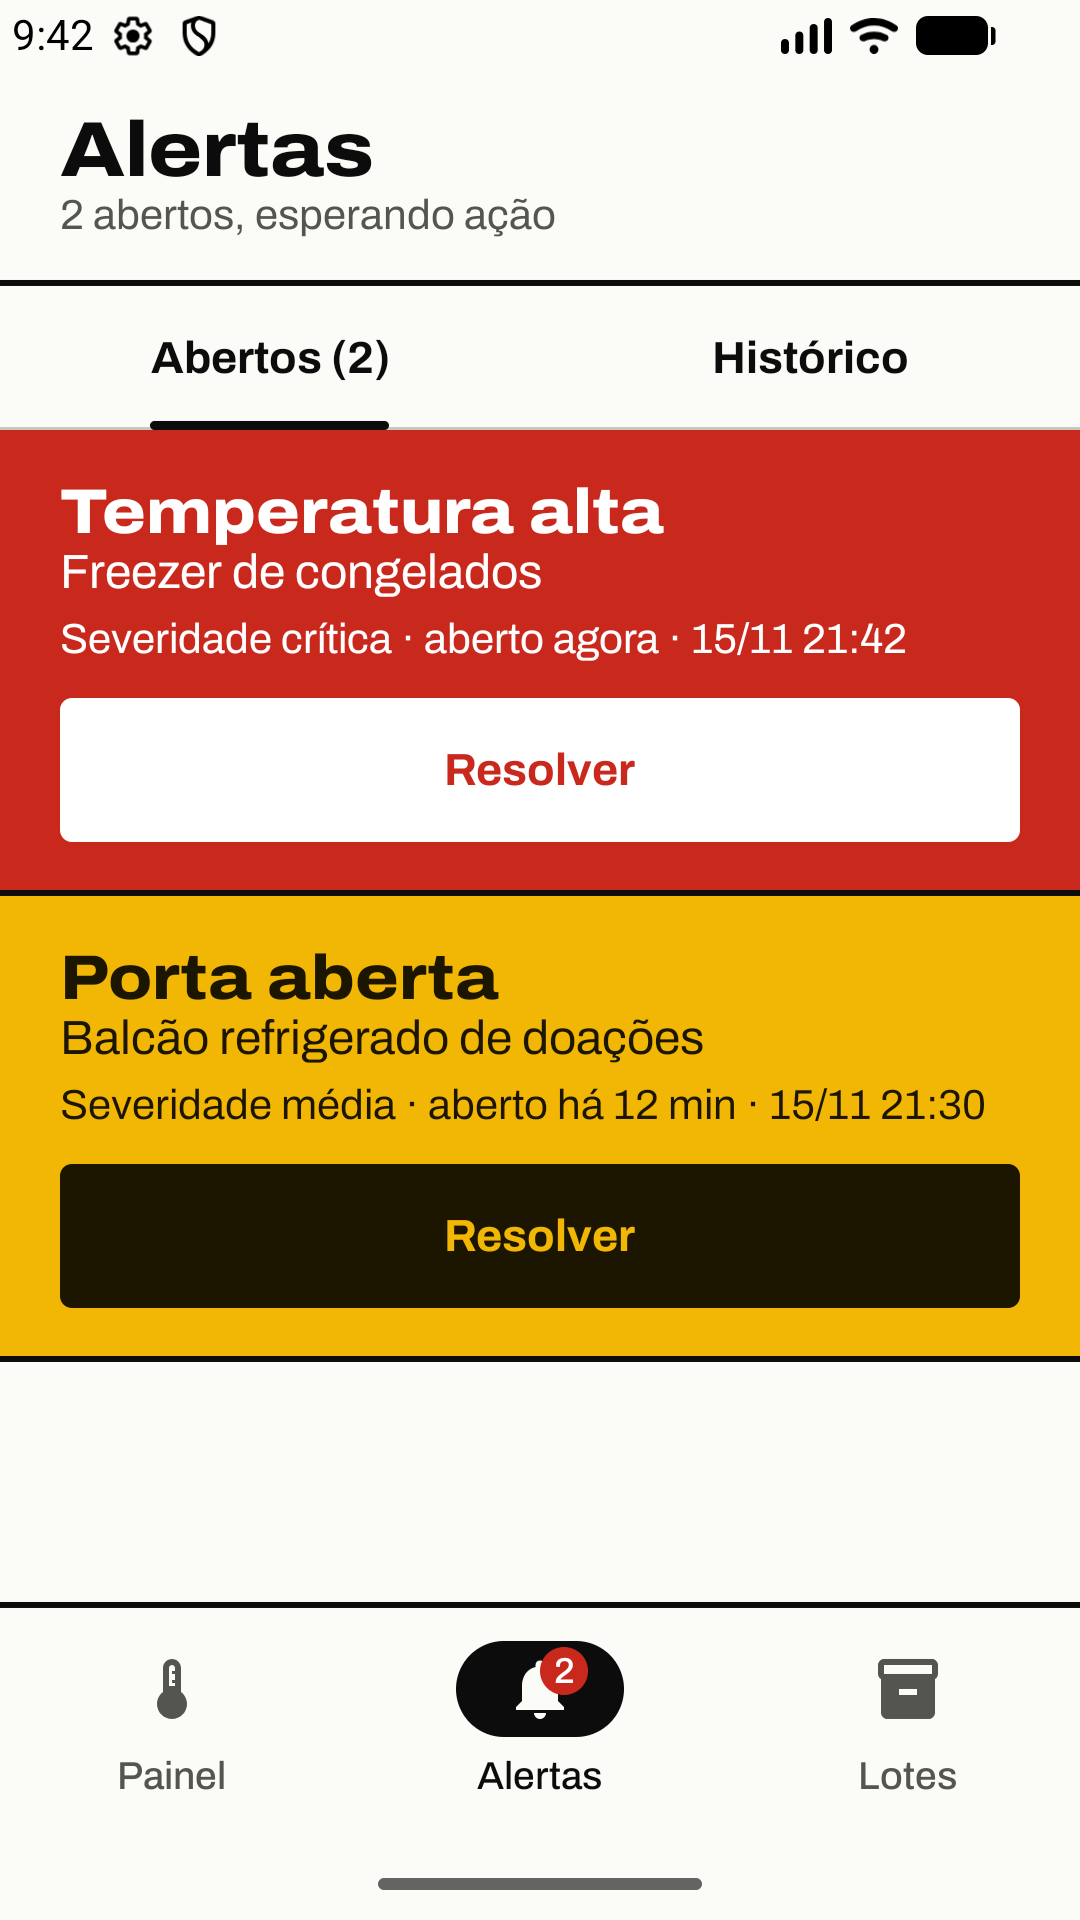 9:42
Alertas
2 abertos, esperando ação
Abertos (2)
Histórico
Temperatura alta
Freezer de congelados
Severidade crítica · aberto agora · 15/11 21:42
Resolver
Porta aberta
Balcão refrigerado de doações
Severidade média · aberto há 12 min · 15/11 21:30
Resolver
2
Painel
Alertas
Lotes